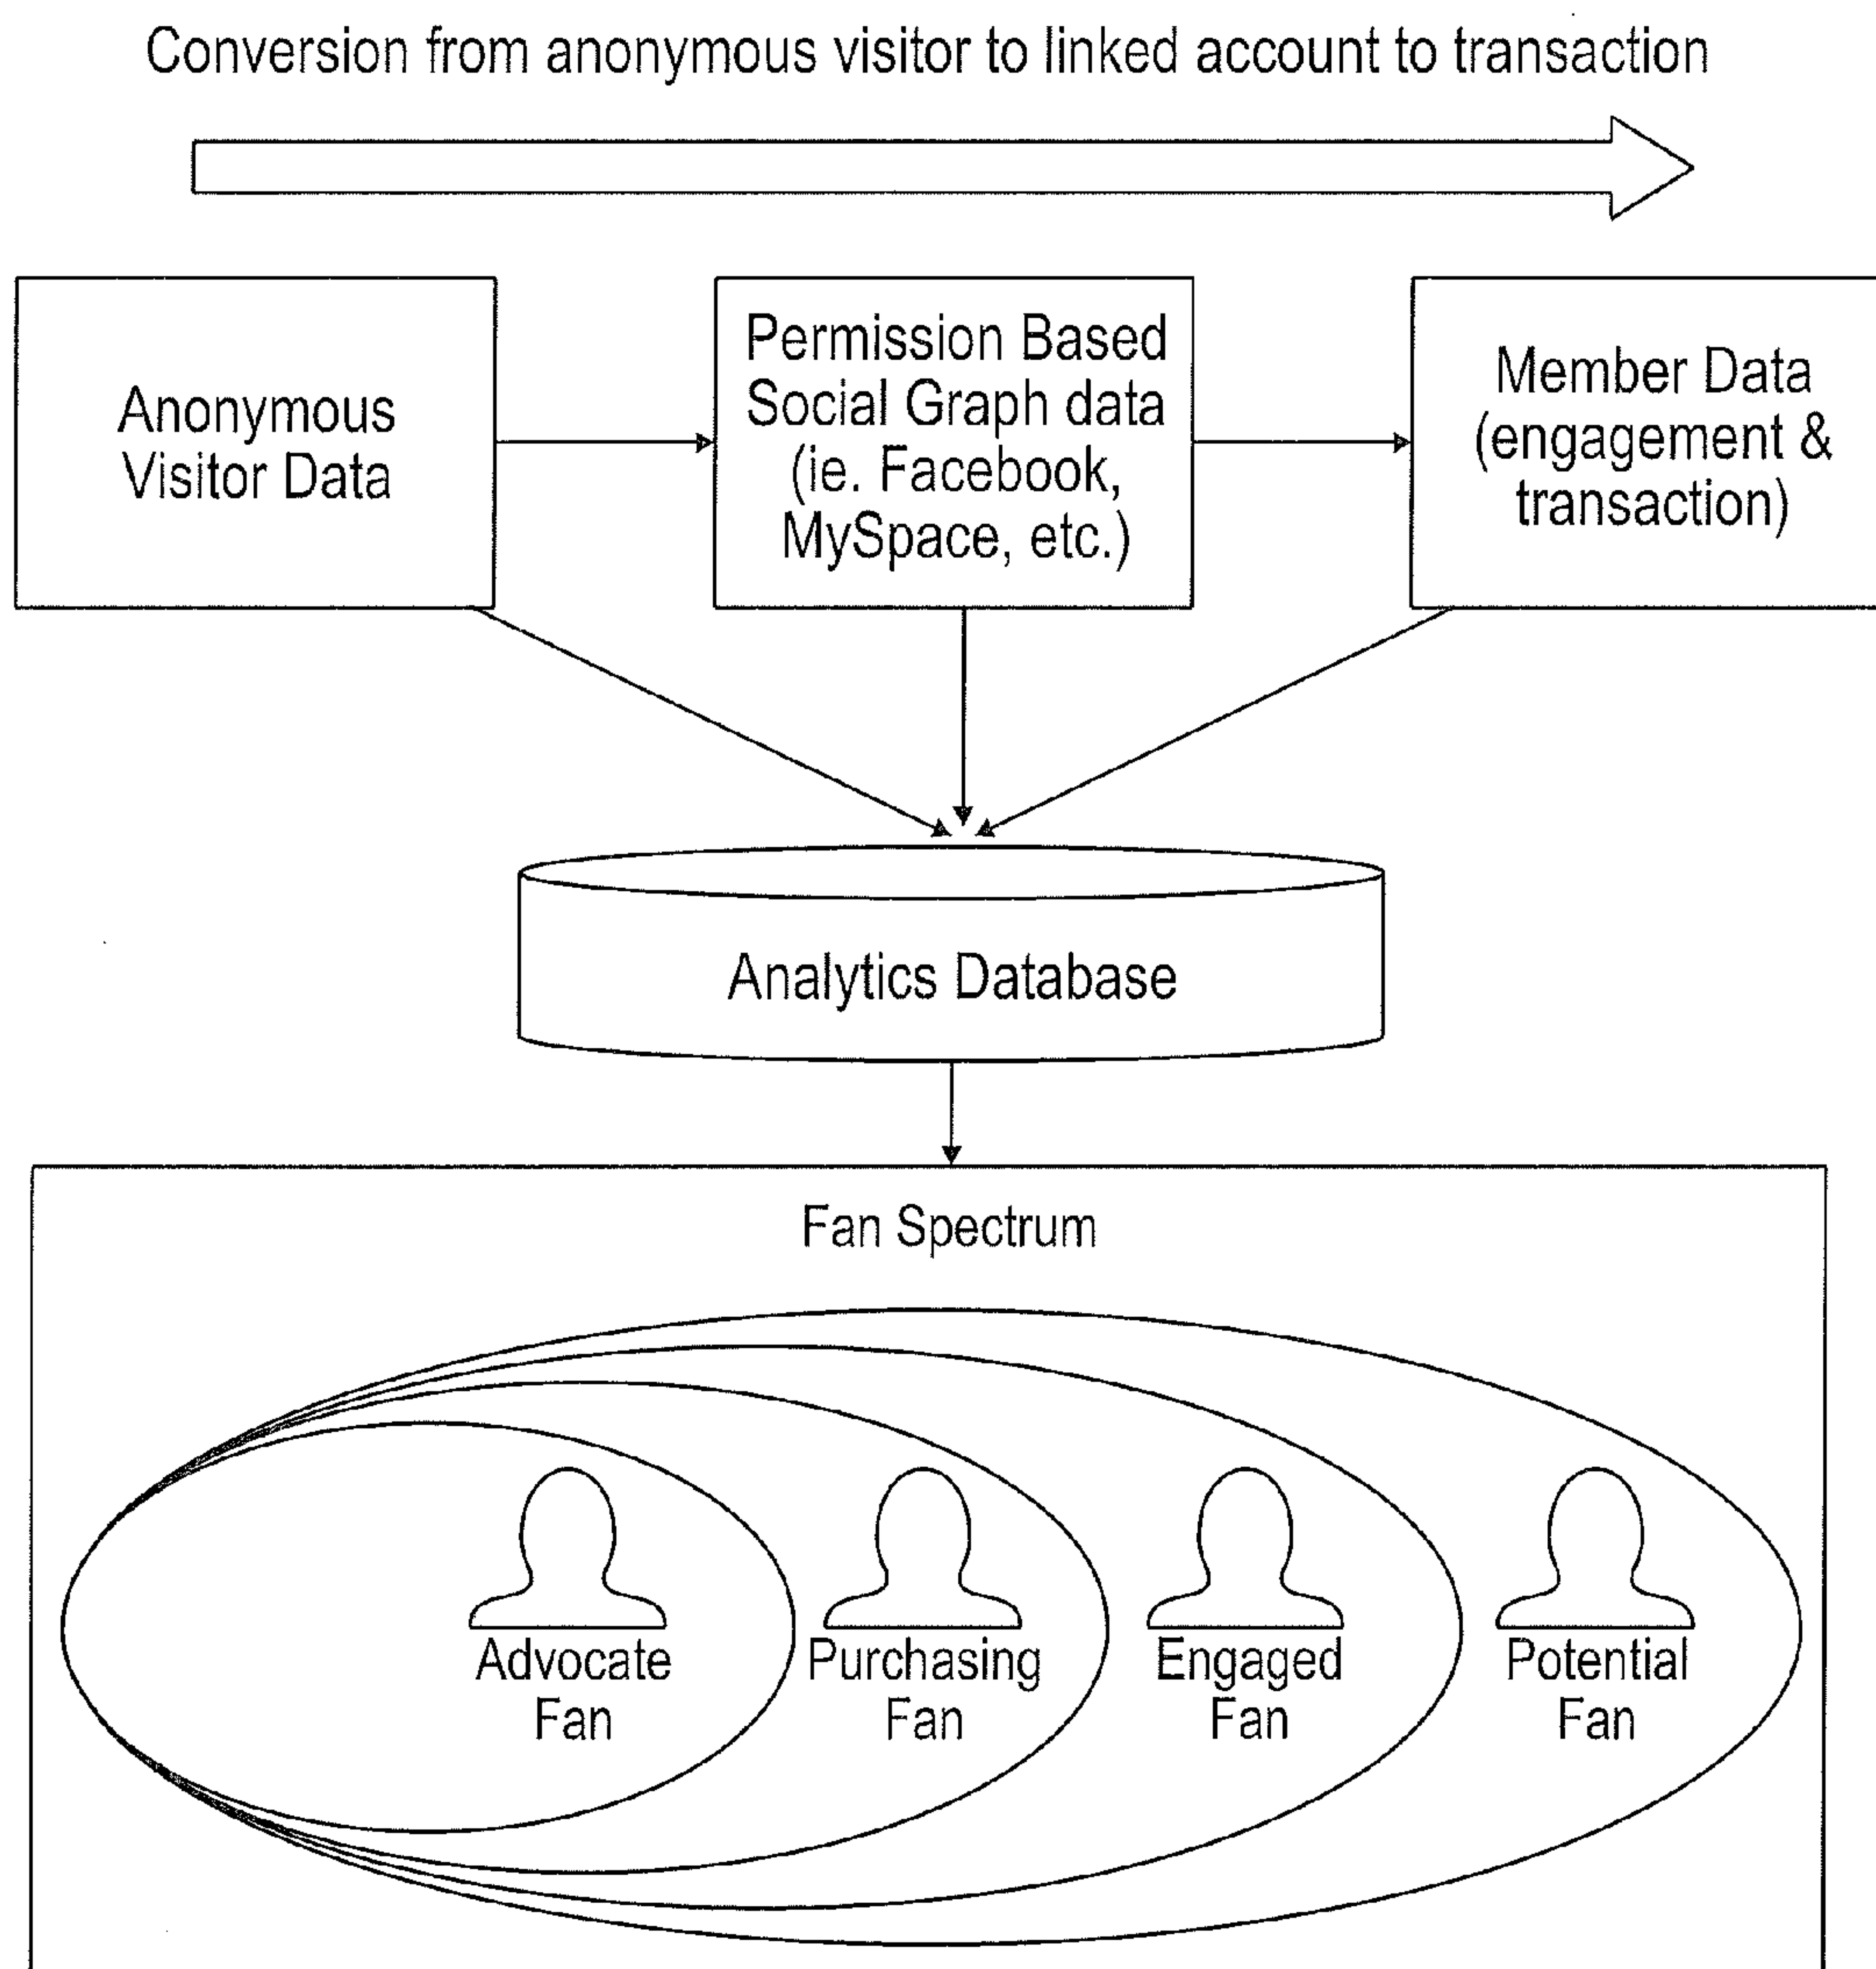 Conversion from anonymous visitor to linked account to transaction
Anonymous
Visitor Data
Permission Based
Social Graph data
(ie. Facebook,
MySpace, etc.)
Member Data
(engagement &
transaction)
Analytics Database
Fan Spectrum
Advocate
Fan
Purchasing
Fan
Engaged
Fan
Potential
Fan